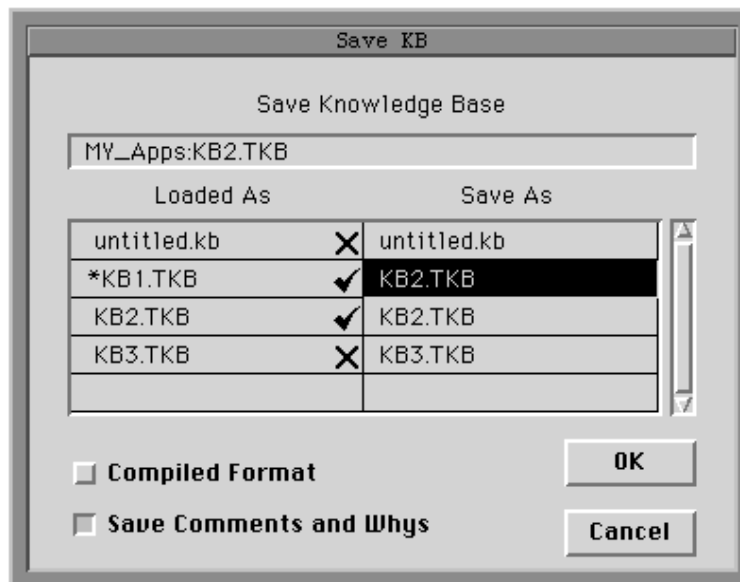 Save KB
Save Knowledge Base
MY_Apps:KB2.TKB
Loaded As Save As
untitled.kb untitled.kb
*KB1.TKB KB2.TKB
KB2.TKB KB2.TKB
KB3.TKB KB3.TKB
Compiled Format
OK
Save Comments and Whys
Cancel